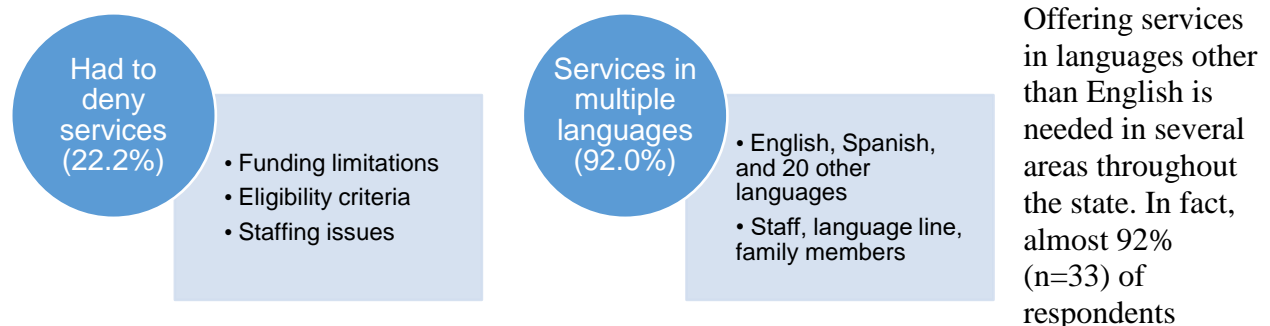 Had to
deny
services
(22.2%)
• Funding limitations
• Eligibility criteria
• Staffing issues
Services in
multiple
languages
(92.0%)
• English, Spanish,
and 20 other
languages
• Staff, language line,
family members
Offering services
in languages other
than English is
needed in several
areas throughout
the state. In fact,
almost 92%
(n=33) of
respondents